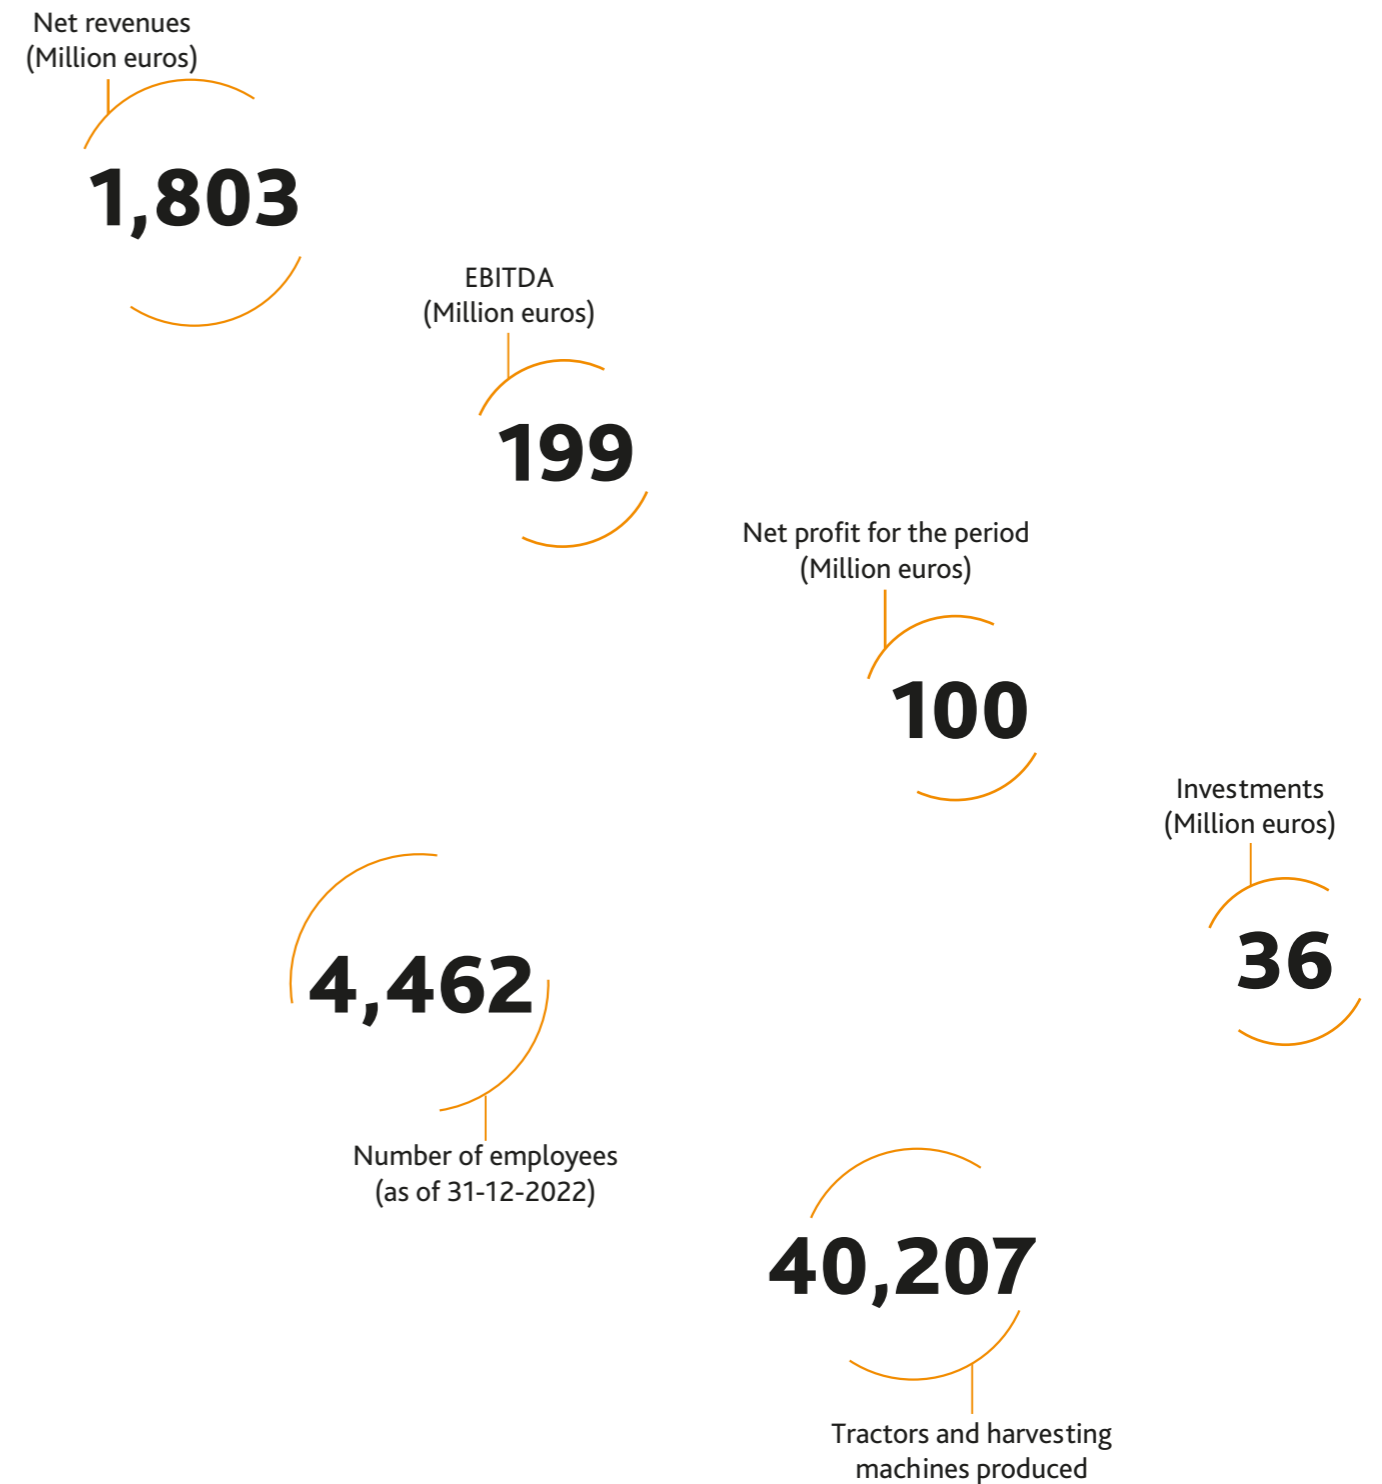 Net revenues
(Million euros)
1,803
EBITDA
(Million euros)
199
Net profit for the period
(Million euros)
100
Investments
(Million euros)
36
4,462
Number of employees
(as of 31-12-2022)
40,207
Tractors and harvesting
machines produced